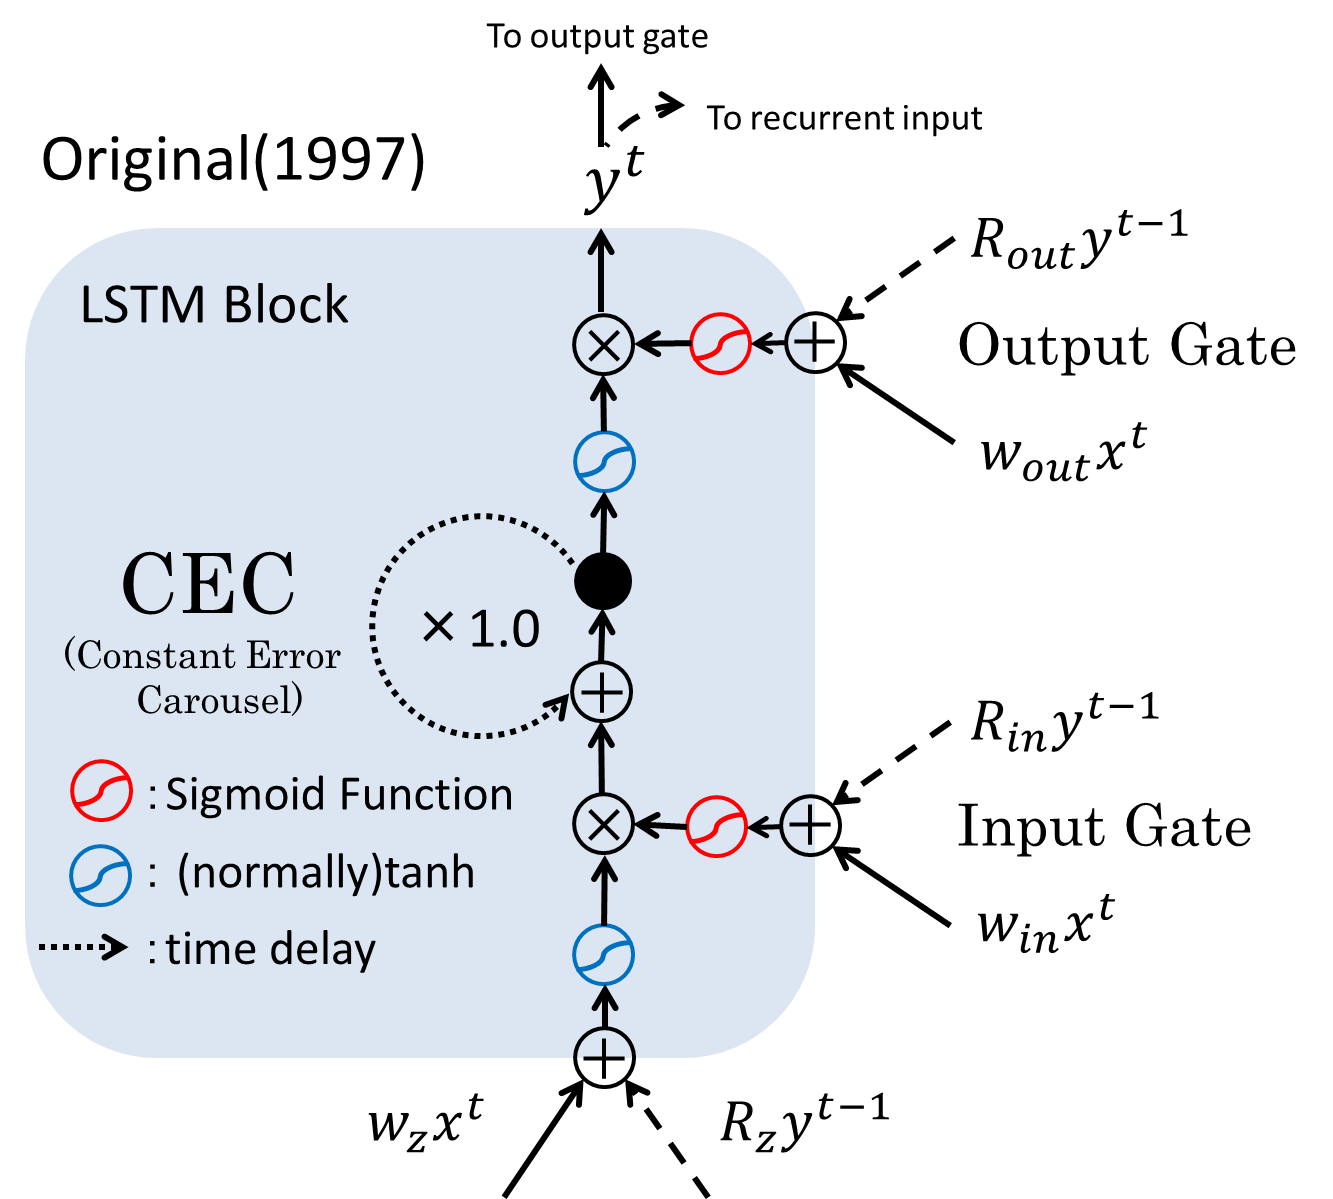 To output gate
To recurrent input
Original(1997)
y^t
R_out y^{t−1}
LSTM Block
Output Gate
w_out x^t
CEC
(Constant Error
Carousel)
× 1.0
R_in y^{t−1}
: Sigmoid Function
Input Gate
: (normally)tanh
w_in x^t
: time delay
w_z x^t
R_z y^{t−1}